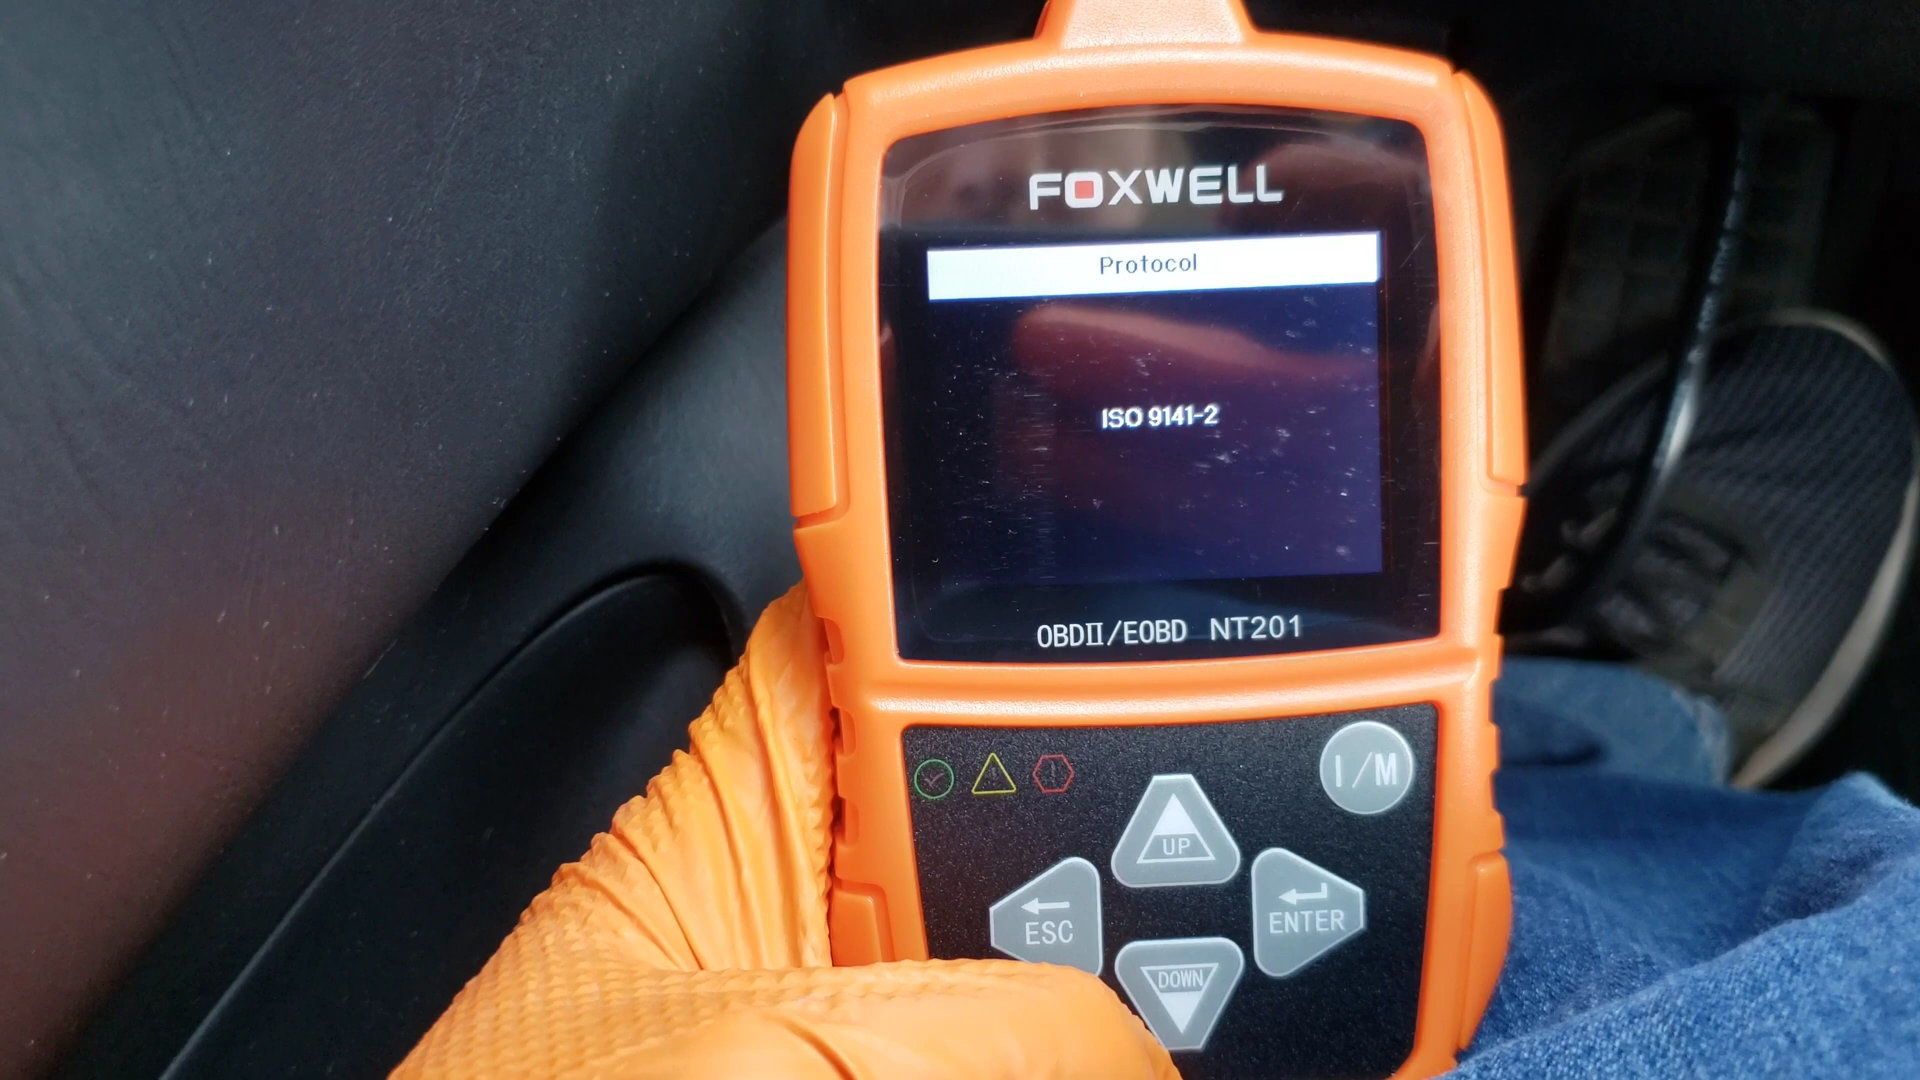 FOXWELL
Protocol
ISO 9141-2
OBDII/EOBD NT201
I/M
UP
ESC
ENTER
DOWN